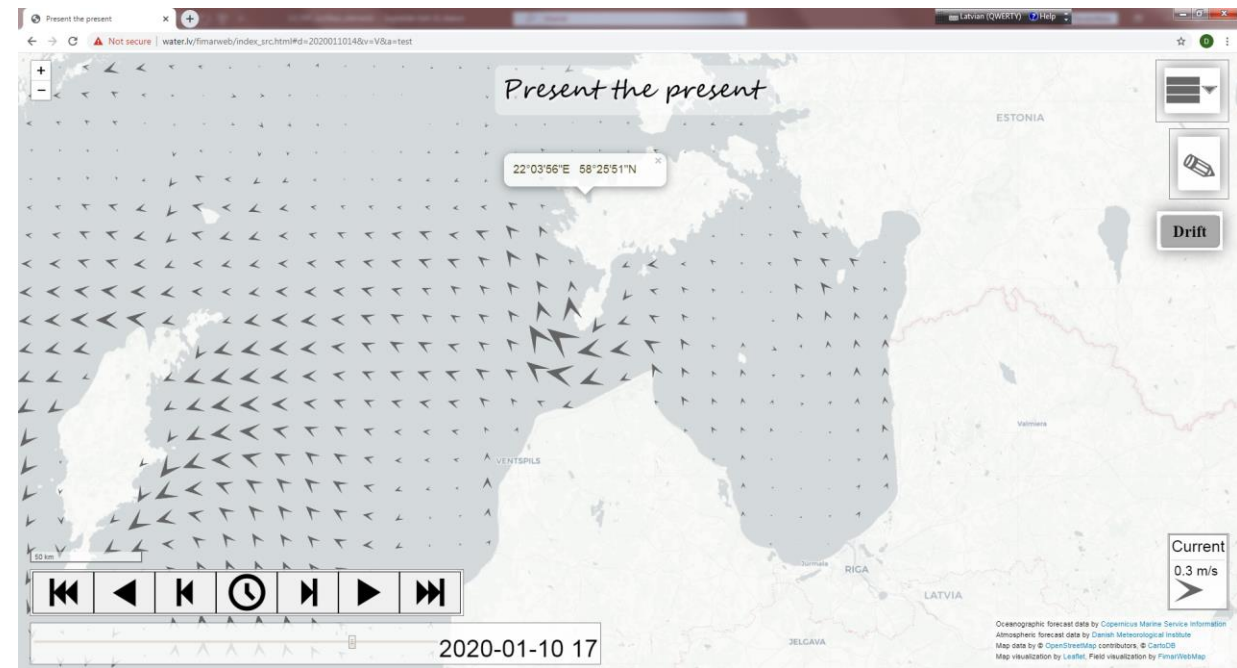 Present the present
Latvian (QWERTY) Help
Not secure | water.lv/fimarweb/index_src.html#d=2020011014&v=V&a=test
D
+
−
Present the present
ESTONIA
22°03'56"E 58°25'51"N
×
Drift
Valmiera
VENTSPILS
50 km
Jūrmala
RIGA
LATVIA
JELGAVA
Current
0.3 m/s
2020-01-10 17
Oceanographic forecast data by Copernicus Marine Service Information
Atmospheric forecast data by Danish Meteorological Institute
Map data by © OpenStreetMap contributors, © CartoDB
Map visualization by Leaflet, Field visualization by FimarWebMap